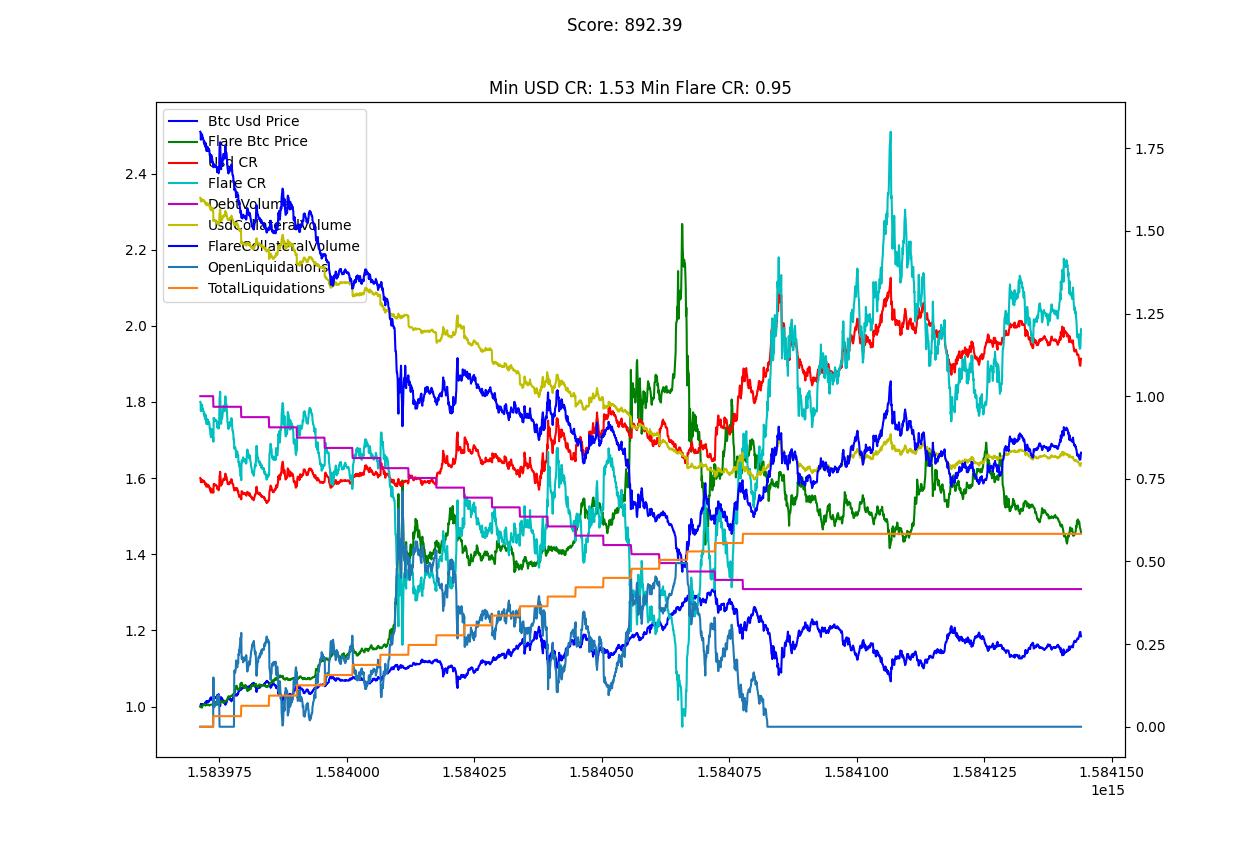 Score: 892.39
Min USD CR: 1.53 Min Flare CR: 0.95
Btc Usd Price
Flare Btc Price
Usd CR
Flare CR
DebtVolume
UsdCollateralVolume
FlareCollateralVolume
OpenLiquidations
TotalLiquidations
2.4
2.2
2.0
1.8
1.6
1.4
1.2
1.0
1.75
1.50
1.25
1.00
0.75
0.50
0.25
0.00
1.583975
1.584000
1.584025
1.584050
1.584075
1.584100
1.584125
1.584150
1e15